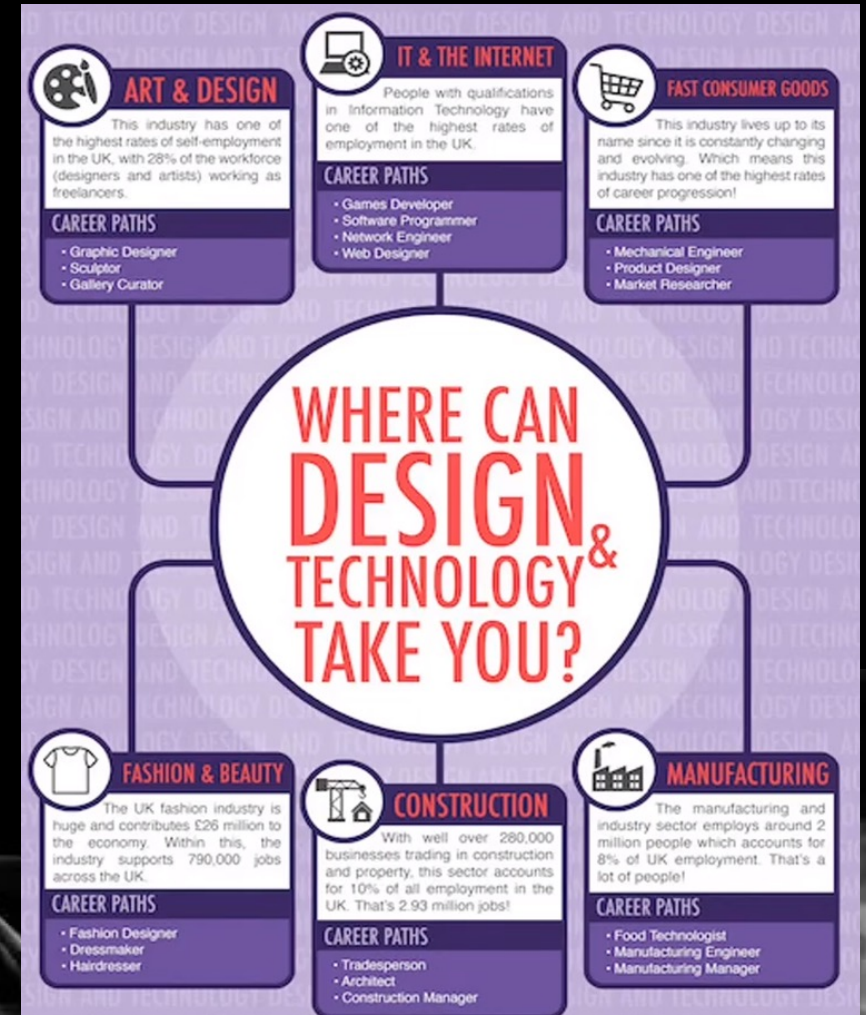 ART & DESIGN
This industry has one of
the highest rates of self-employment
in the UK, with 28% of the workforce
(designers and artists) working as
freelancers.
CAREER PATHS
• Graphic Designer
• Sculptor
• Gallery Curator
IT & THE INTERNET
People with qualifications
in Information Technology have
one of the highest rates of
employment in the UK.
CAREER PATHS
• Games Developer
• Software Programmer
• Network Engineer
• Web Designer
FAST CONSUMER GOODS
This industry lives up to its
name since it is constantly changing
and evolving. Which means this
industry has one of the highest rates
of career progression!
CAREER PATHS
• Mechanical Engineer
• Product Designer
• Market Researcher
WHERE CAN
DESIGN &
TECHNOLOGY
TAKE YOU?
FASHION & BEAUTY
The UK fashion industry is
huge and contributes £26 million to
the economy. Within this, the
industry supports 790,000 jobs
across the UK.
CAREER PATHS
• Fashion Designer
• Dressmaker
• Hairdresser
CONSTRUCTION
With well over 280,000
businesses trading in construction
and property, this sector accounts
for 10% of all employment in the
UK. That's 2.93 million jobs!
CAREER PATHS
• Tradesperson
• Architect
• Construction Manager
MANUFACTURING
The manufacturing and
industry sector employs around 2
million people which accounts for
8% of UK employment. That's a
lot of people!
CAREER PATHS
• Food Technologist
• Manufacturing Engineer
• Manufacturing Manager